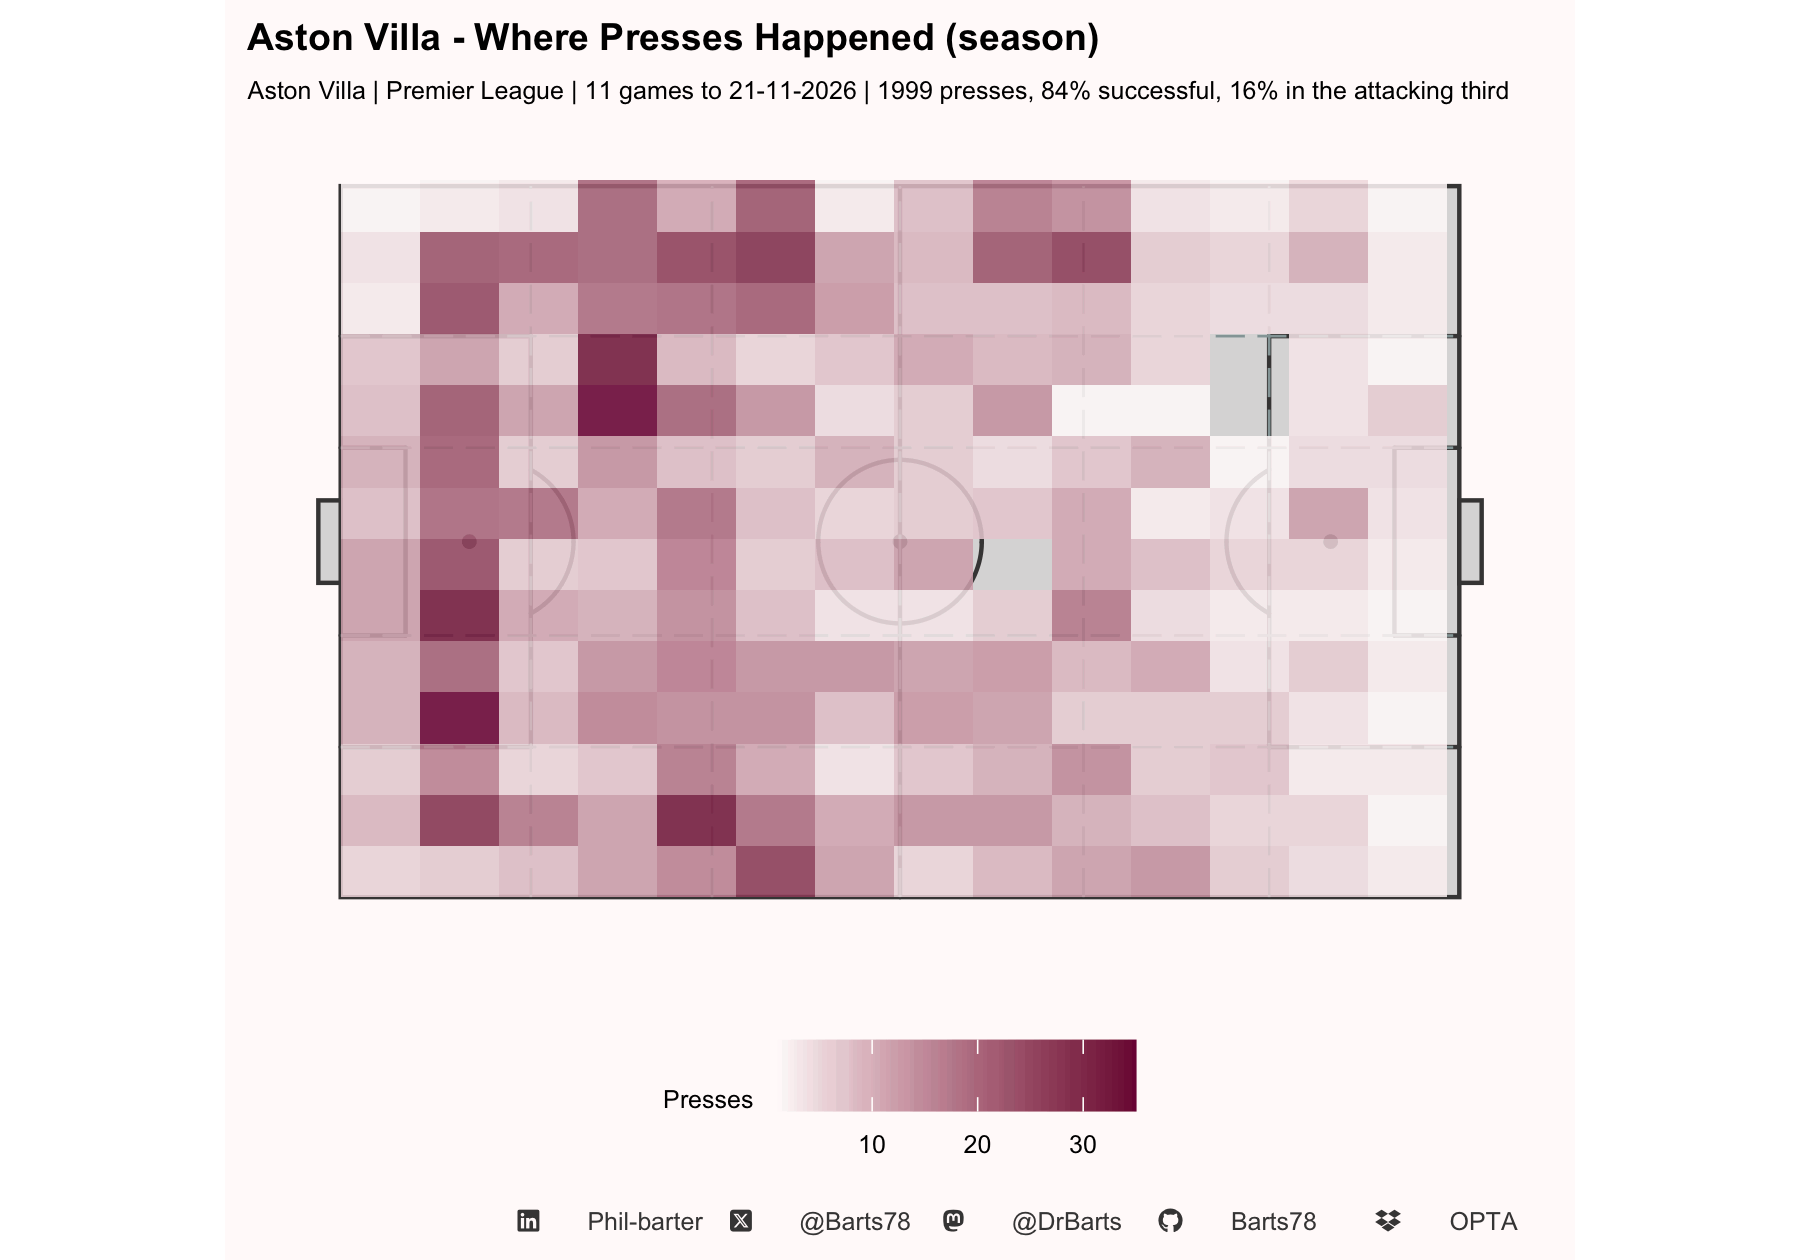 Aston Villa - Where Presses Happened (season)
Aston Villa | Premier League | 11 games to 21-11-2026 | 1999 presses, 84% successful, 16% in the attacking third
Presses
10 20 30
Phil-barter @Barts78 @DrBarts Barts78 OPTA